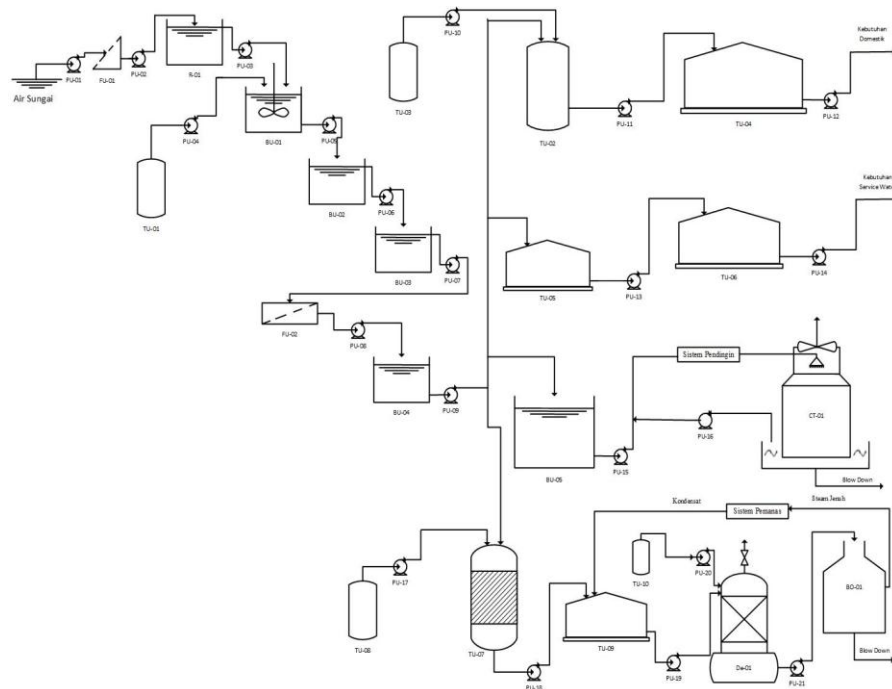 Air Sungai
PU-01
FU-01
PU-02
R-01
PU-03
PU-04
TU-01
BU-01
PU-05
BU-02
PU-06
BU-03
PU-07
FU-02
PU-08
BU-04
PU-09
TU-03
PU-10
TU-02
PU-11
TU-04
PU-12
Kebutuhan
Domestik
TU-05
PU-13
TU-06
PU-14
Kebutuhan
BU-05
PU-15
Sistem Pendingin
PU-16
CT-01
Blow Down
Steam Jenuh
Kondensat
Sistem Pemanas
TU-08
PU-17
TU-07
PU-18
TU-09
TU-10
PU-20
PU-19
De-01
PU-21
BO-01
Blow Down